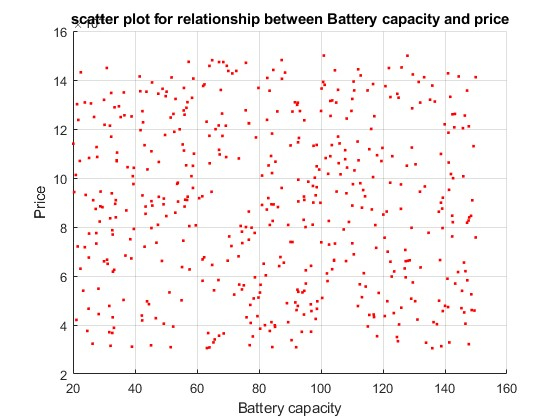 scatter plot for relationship between Battery capacity and price
16
14
12
10
8
6
4
2
Price
20 40 60 80 100 120 140 160
Battery capacity